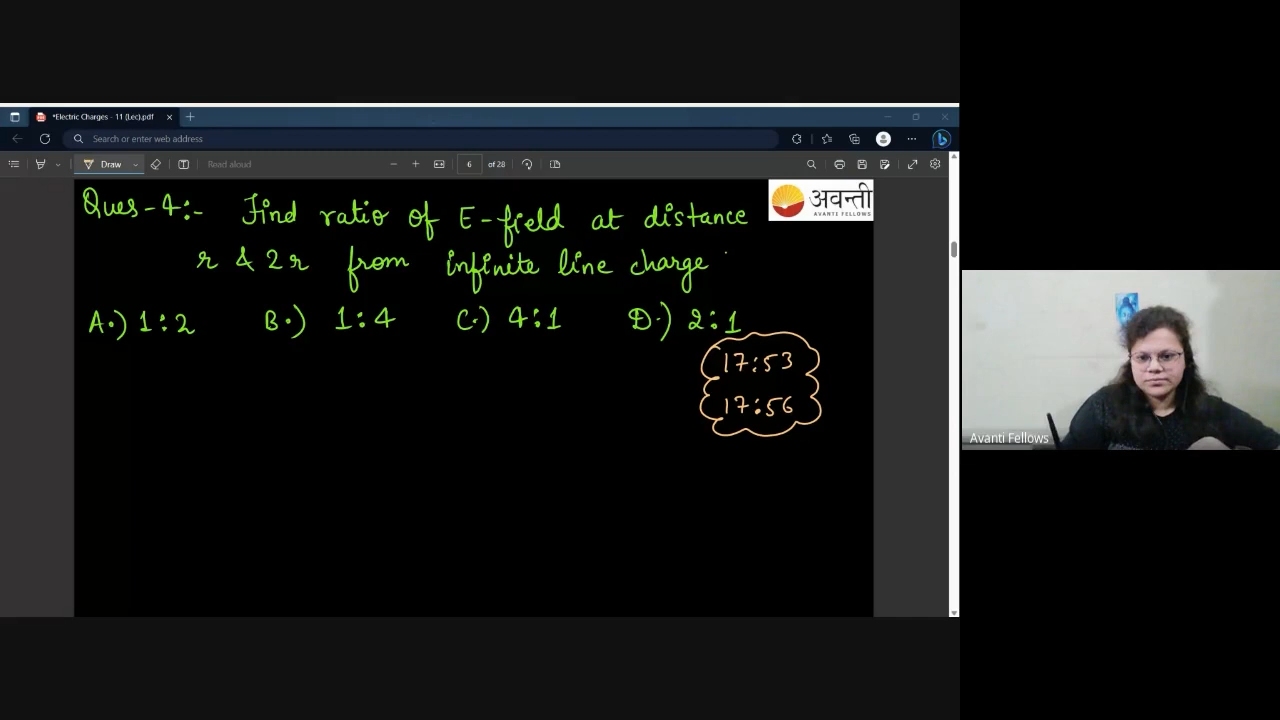 *Electric Charges - 11 (Lec).pdf
Search or enter web address
Draw
Read aloud
6 of 28
Ques-4:- Find ratio of E-field at distance
r & 2r from infinite line charge
अवन्ती
AVANTI FELLOWS
A.) 1:2 B.) 1:4 C.) 4:1 D.) 2:1
17:53
17:56
Avanti Fellows